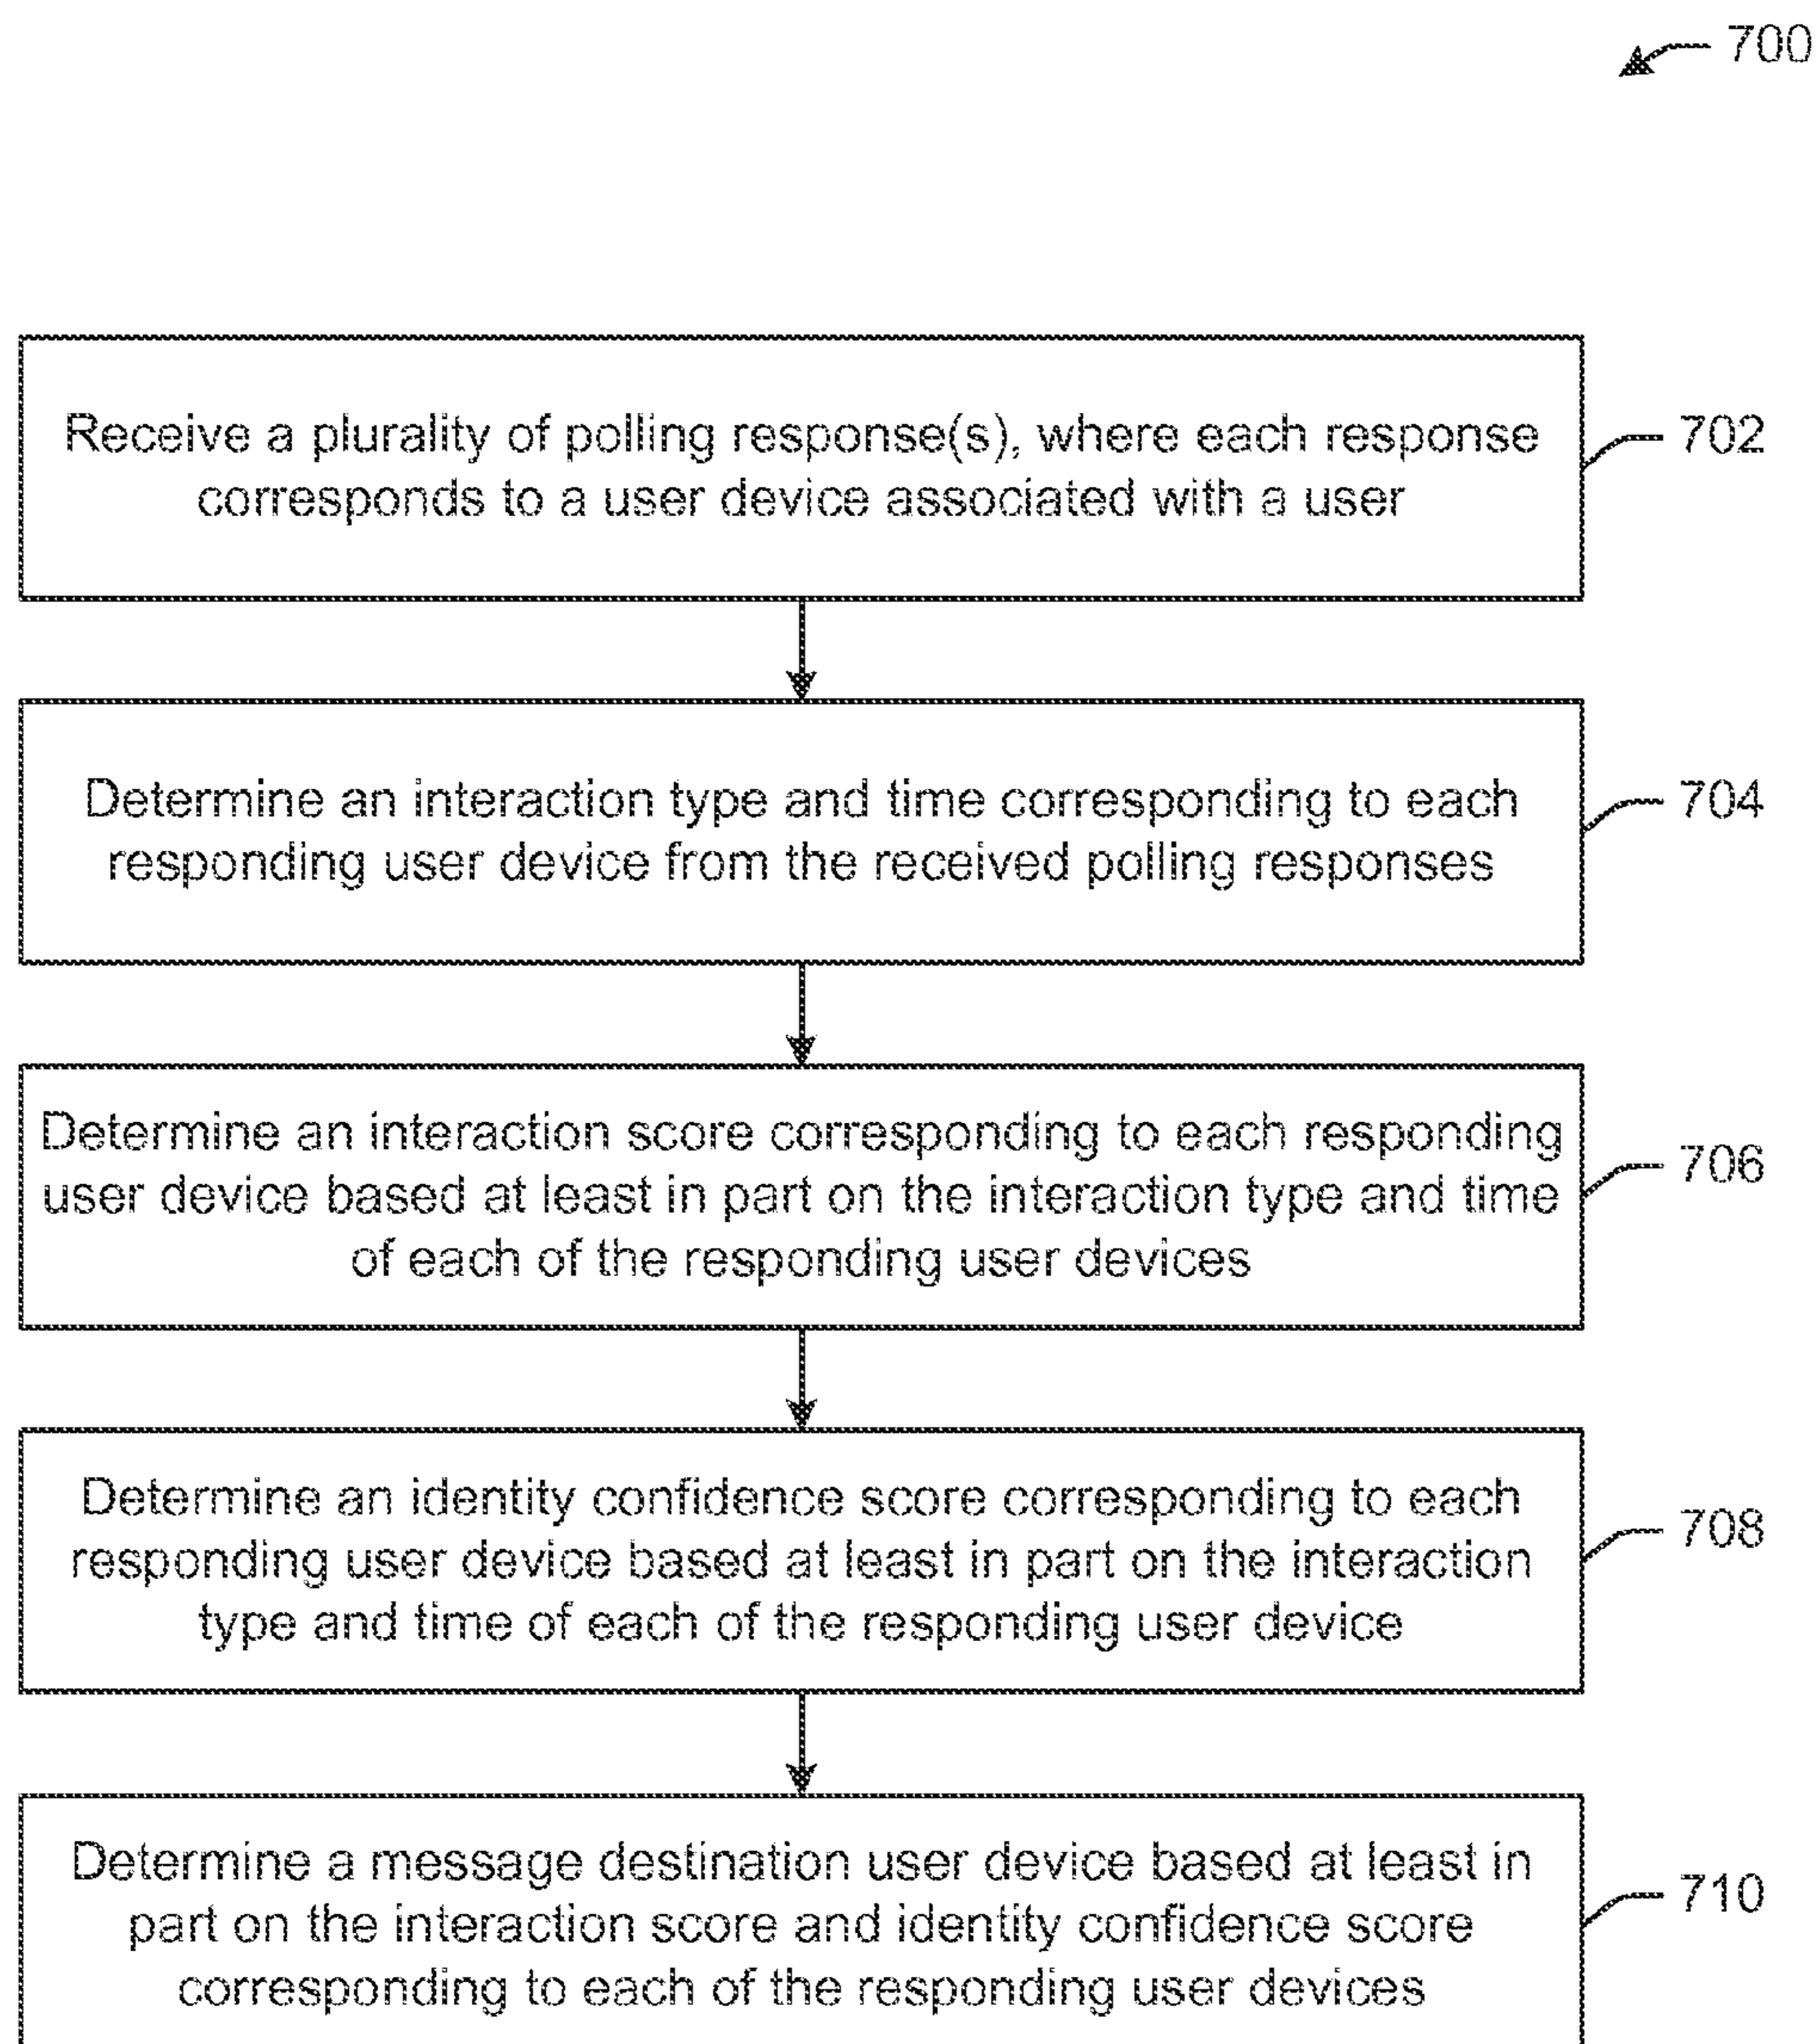 700
Receive a plurality of polling response(s), where each response
corresponds to a user device associated with a user
702
Determine an interaction type and time corresponding to each
responding user device from the received polling responses
704
Determine an interaction score corresponding to each responding
user device based at least in part on the interaction type and time
of each of the responding user devices
706
Determine an identity confidence score corresponding to each
responding user device based at least in part on the interaction
type and time of each of the responding user device
708
Determine a message destination user device based at least in
part on the interaction score and identity confidence score
corresponding to each of the responding user devices
710